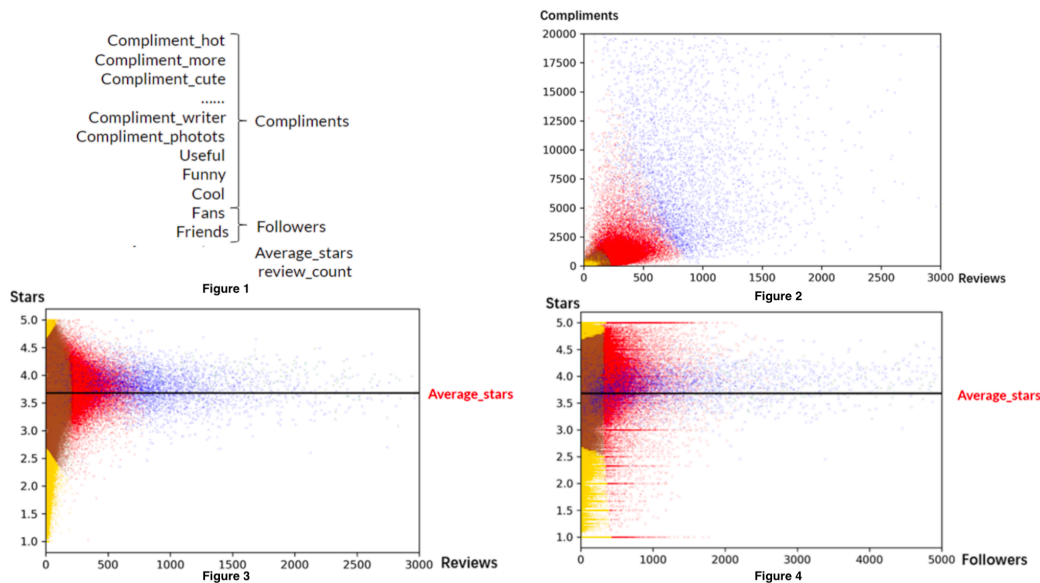 Compliment_hot
Compliment_more
Compliment_cute
......
Compliment_writer
Compliment_photots
Useful
Funny
Cool
Fans
Friends
Compliments
Followers
Average_stars
review_count
Figure 1
Compliments
20000
17500
15000
12500
10000
7500
5000
2500
0
0 500 1000 1500 2000 2500 3000 Reviews
Figure 2
Stars
5.0
4.5
4.0
3.5
3.0
2.5
2.0
1.5
1.0
Average_stars
0 500 1000 1500 2000 2500 3000
Reviews
Figure 3
Stars
5.0
4.5
4.0
3.5
3.0
2.5
2.0
1.5
1.0
Average_stars
0 1000 2000 3000 4000 5000
Followers
Figure 4